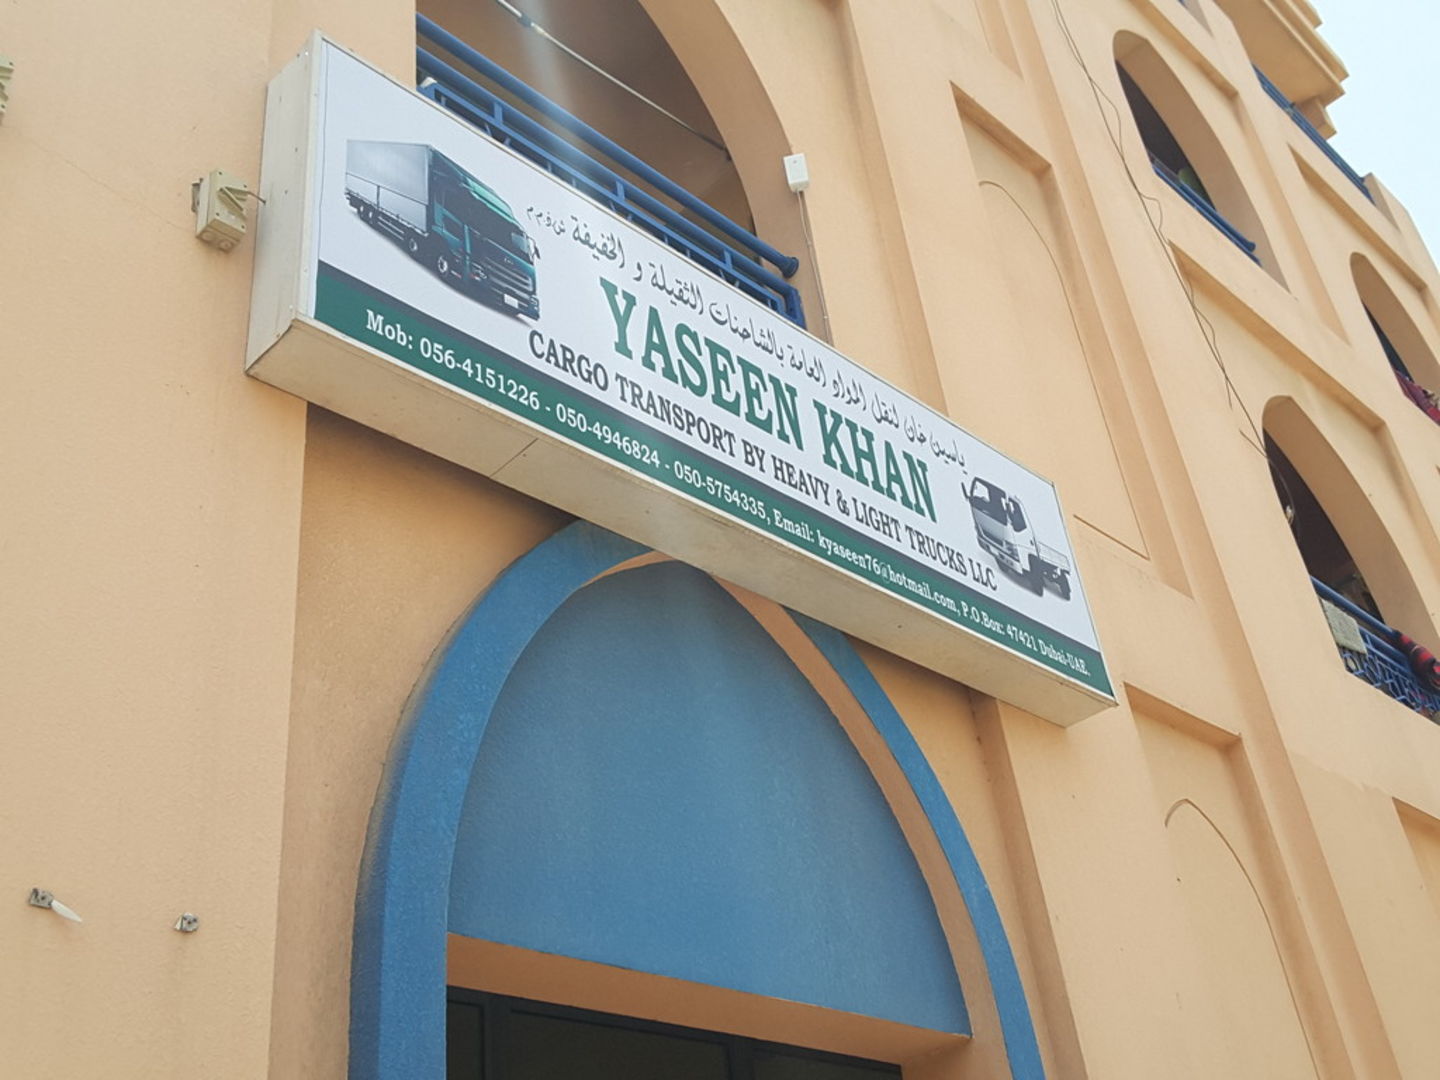 ياسين خان لنقل المواد العامة بالشاحنات الثقيلة و الخفيفة ش.ذ.م.م
YASEEN KHAN
CARGO TRANSPORT BY HEAVY & LIGHT TRUCKS LLC
Mob: 056-4151226 - 050-4946824 - 050-5754335, Email: kyaseen76@hotmail.com, P.O.Box: 47421 Dubai-UAE.